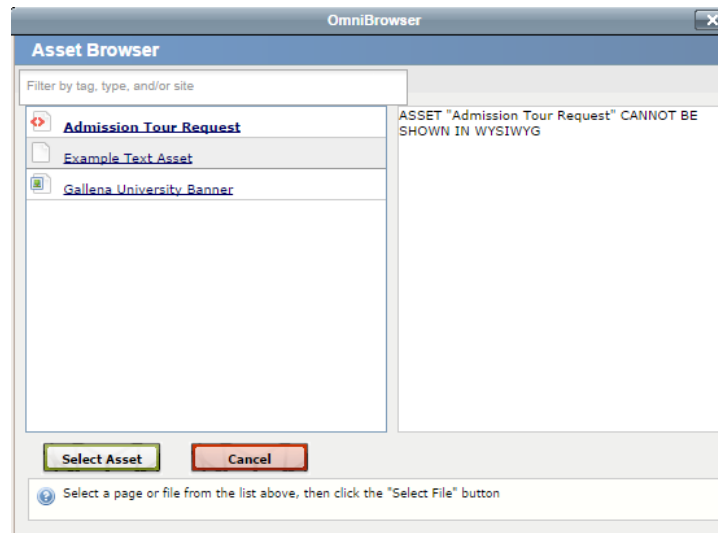 OmniBrowser
Asset Browser
Filter by tag, type, and/or site
Admission Tour Request
Example Text Asset
Gallena University Banner
ASSET "Admission Tour Request" CANNOT BE
SHOWN IN WYSIWYG
Select Asset
Cancel
Select a page or file from the list above, then click the "Select File" button